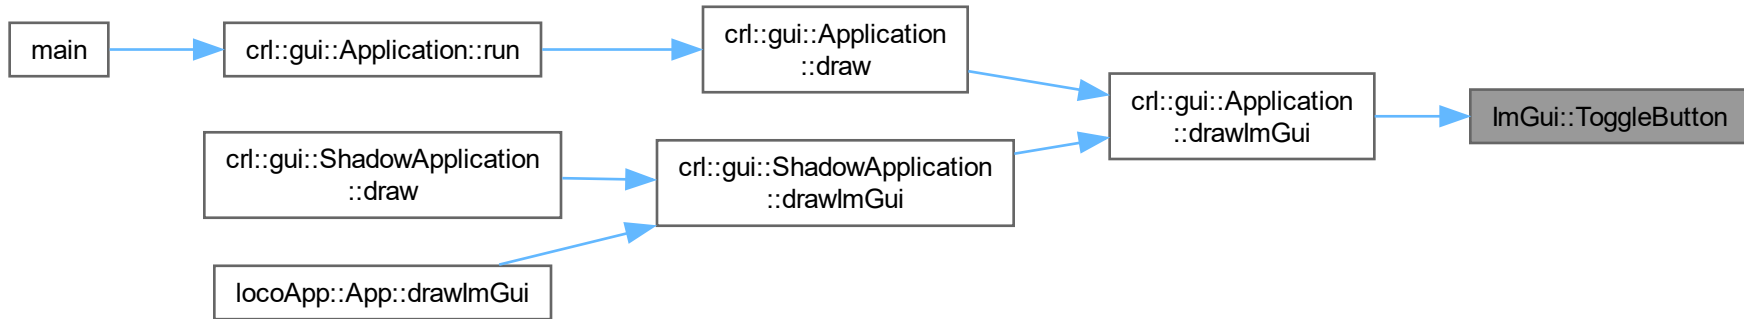 main
crl::gui::Application::run
crl::gui::Application
::draw
crl::gui::Application
::drawImGui
ImGui::ToggleButton
crl::gui::ShadowApplication
::draw
crl::gui::ShadowApplication
::drawImGui
locoApp::App::drawImGui